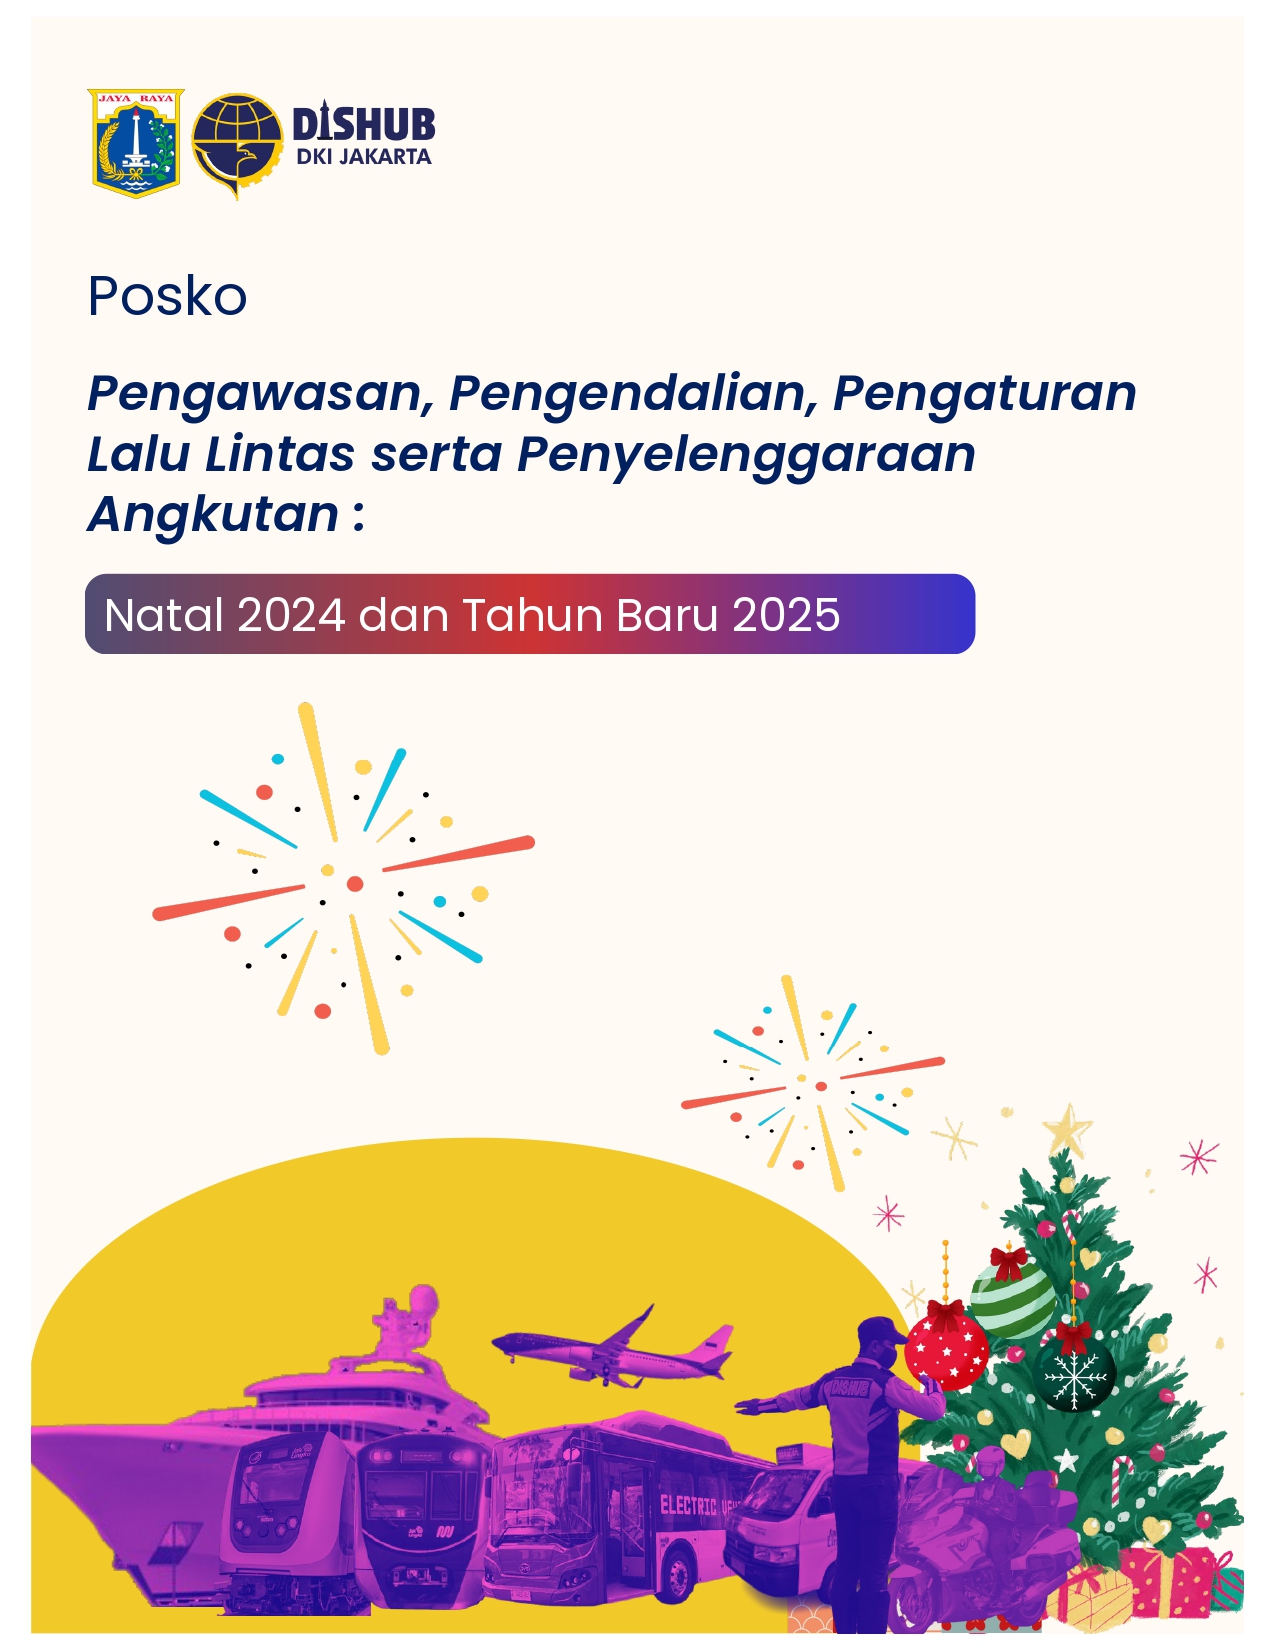 JAYA RAYA
DISHUB
DKI JAKARTA
Posko
Pengawasan, Pengendalian, Pengaturan
Lalu Lintas serta Penyelenggaraan
Angkutan :
Natal 2024 dan Tahun Baru 2025
DISHUB
ELECTRIC